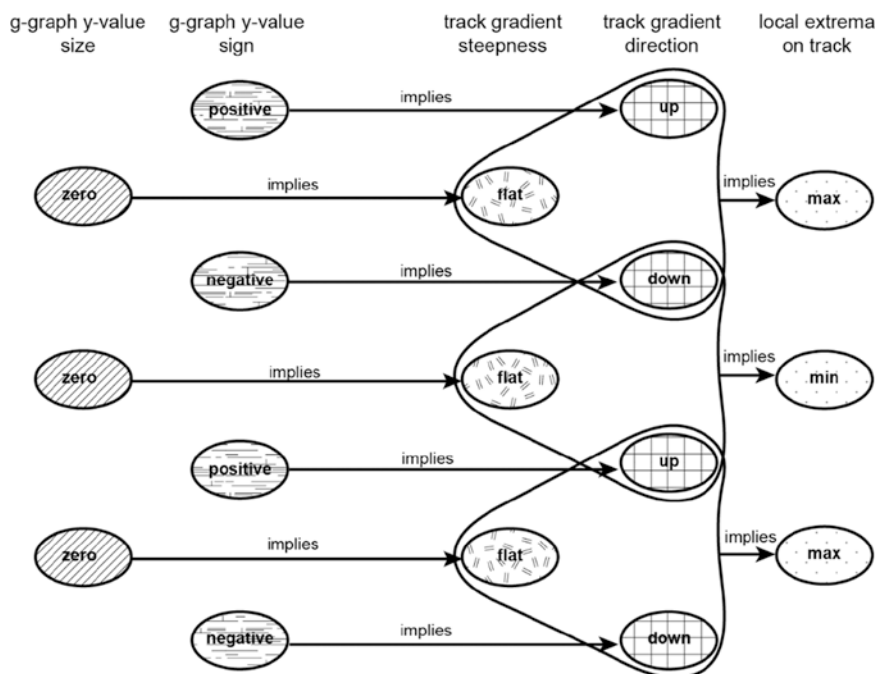 g-graph y-value size
g-graph y-value sign
track gradient steepness
track gradient direction
local extrema on track
positive
implies
up
zero
implies
flat
implies
max
negative
implies
down
zero
implies
flat
implies
min
positive
implies
up
zero
implies
flat
implies
max
negative
implies
down